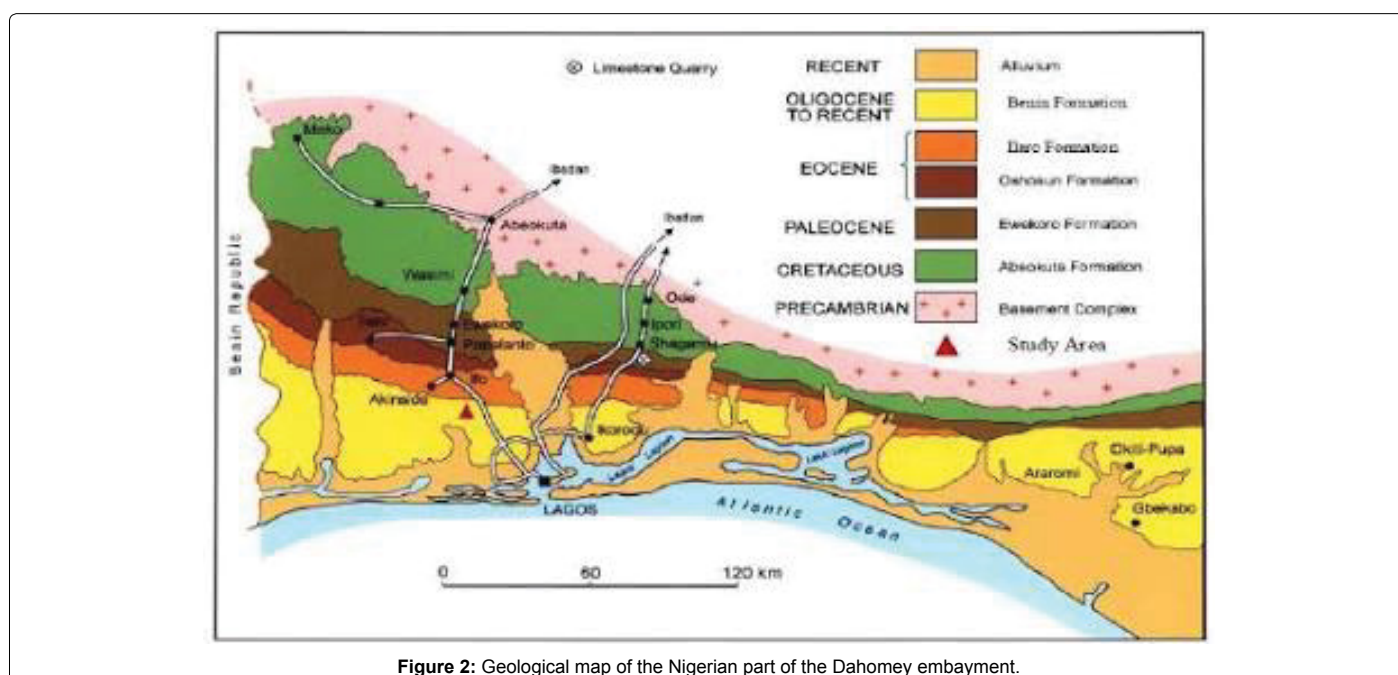 Limestone Quarry
RECENT
Alluvium
OLIGOCENE
TO RECENT
Benin Formation
EOCENE
Ilaro Formation
Oshosun Formation
PALEOCENE
Ewekoro Formation
CRETACEOUS
Abeokuta Formation
PRECAMBRIAN
Basement Complex
Study Area
Meko
Ibadan
Ibadan
Abeokuta
Benin Republic
Wasimi
Ode
Iperi
Shagamu
Ewekoro
Papalanto
Ifo
Akinside
Ikorodu
Lagos Lagoon
Lekki Lagoon
Araromi
Okiti-Pupa
Gbekebo
LAGOS
Atlantic Ocean
0 60 120 km
Figure 2: Geological map of the Nigerian part of the Dahomey embayment.